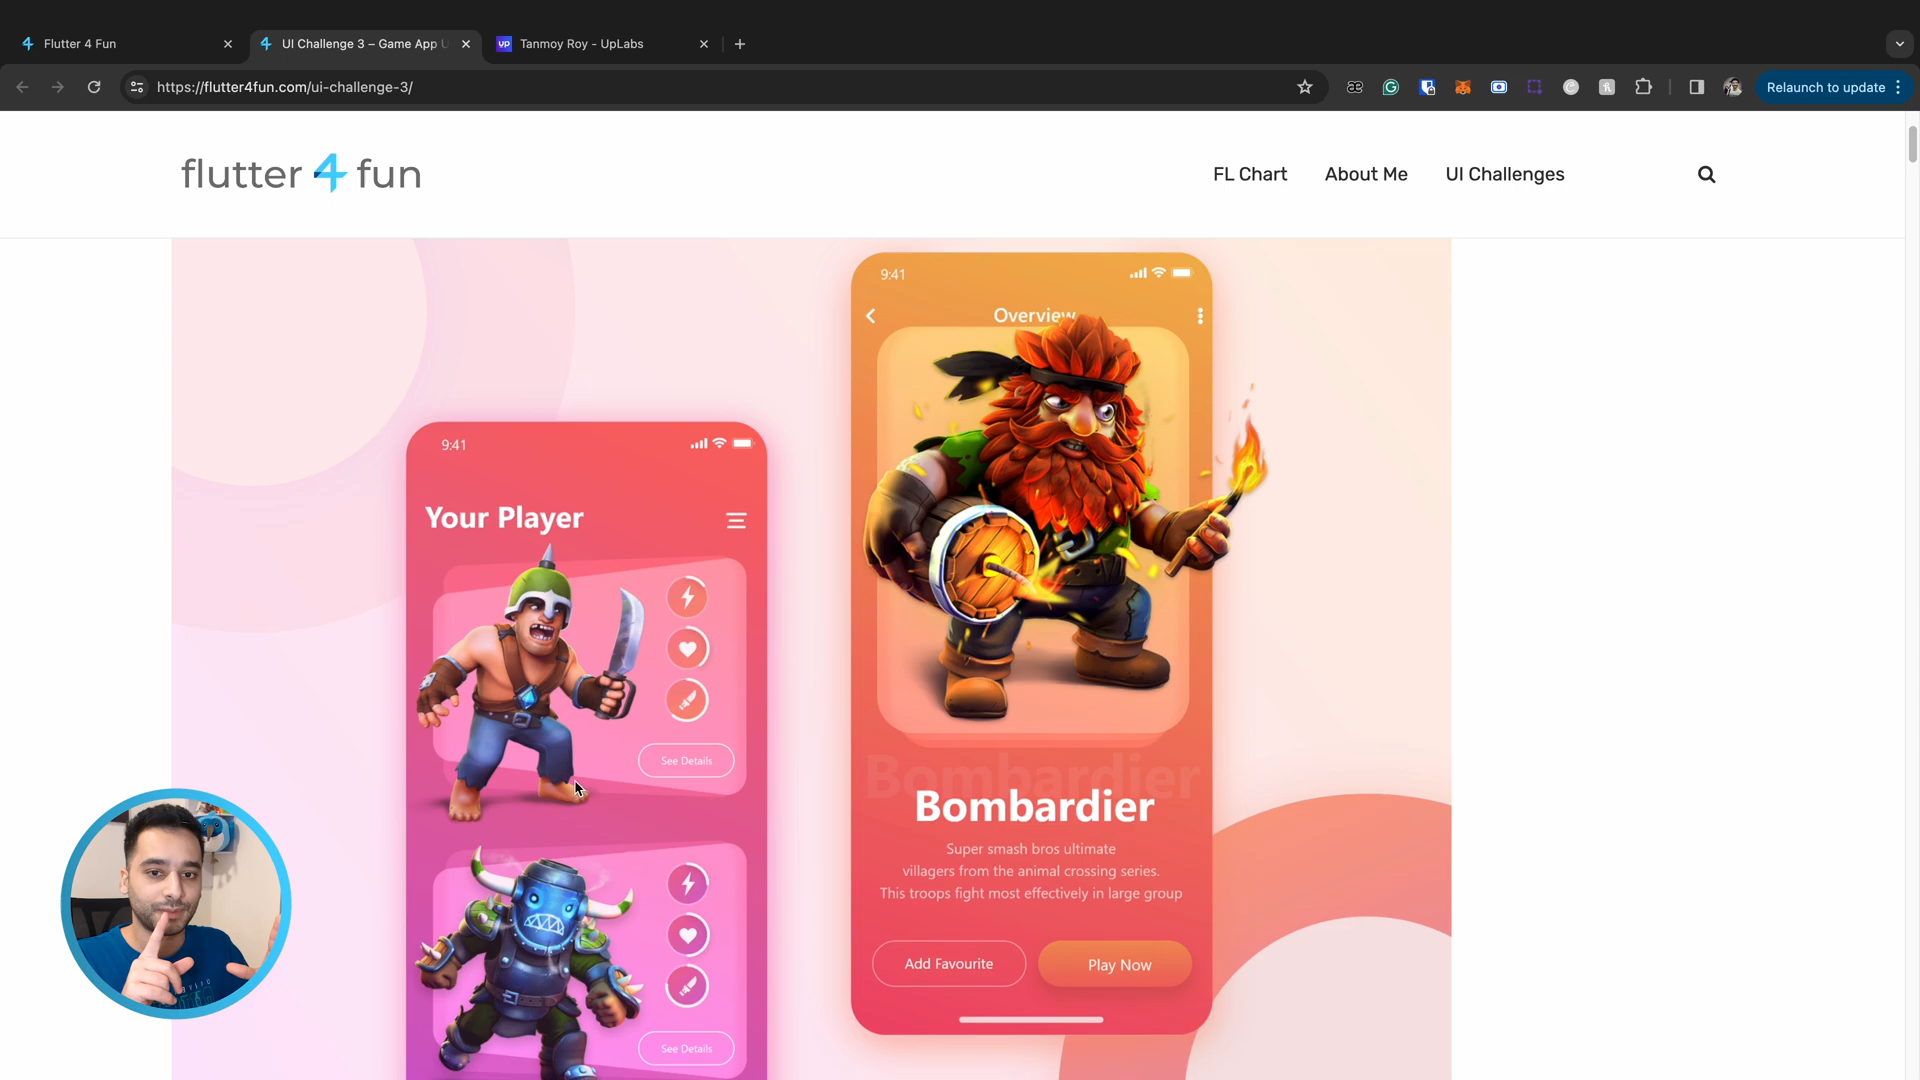 Flutter 4 Fun
UI Challenge 3 – Game App U
up Tanmoy Roy - UpLabs
https://flutter4fun.com/ui-challenge-3/
Relaunch to update
flutter 4 fun
FL Chart
About Me
UI Challenges
9:41
Your Player
See Details
See Details
9:41
Overview
Bombardier
Bombardier
Super smash bros ultimate
villagers from the animal crossing series.
This troops fight most effectively in large group
Add Favourite
Play Now